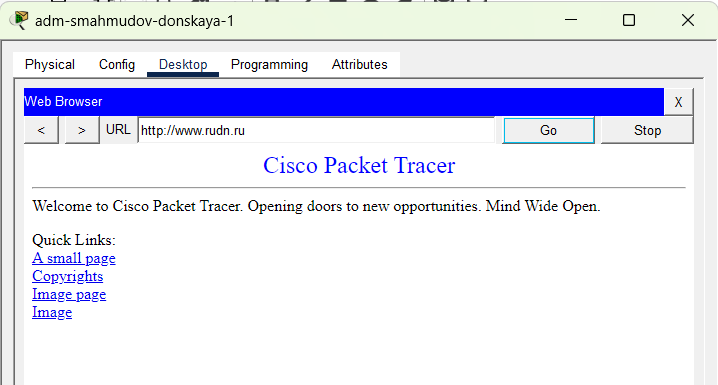 adm-smahmudov-donskaya-1
Physical Config Desktop Programming Attributes
Web Browser X
< > URL http://www.rudn.ru Go Stop
Cisco Packet Tracer
Welcome to Cisco Packet Tracer. Opening doors to new opportunities. Mind Wide Open.
Quick Links:
A small page
Copyrights
Image page
Image